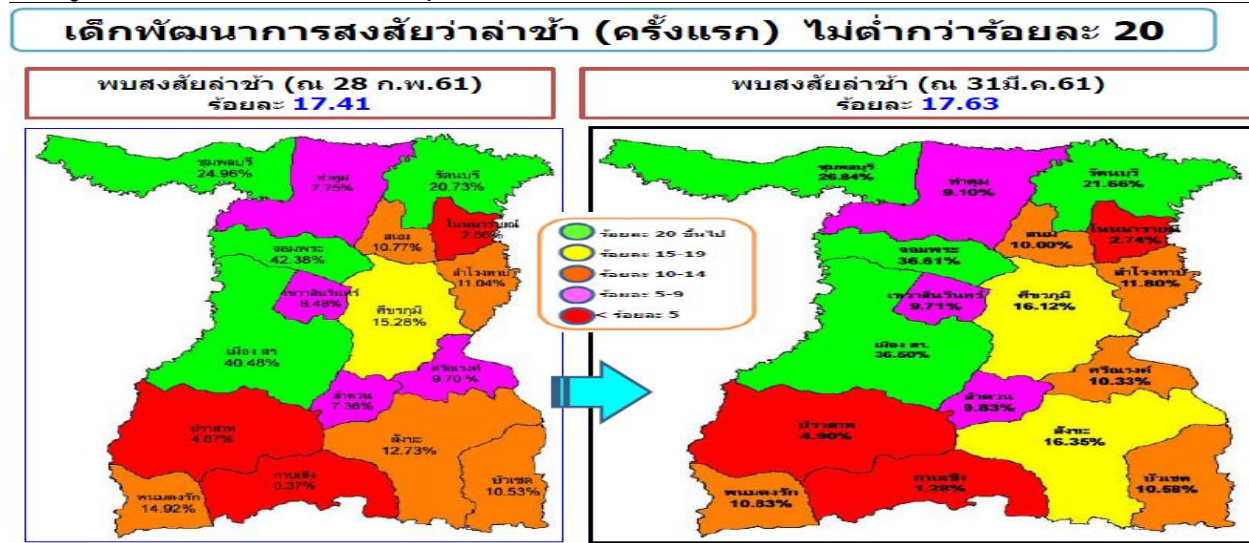 เด็กพัฒนาการสงสัยว่าล่าช้า (ครั้งแรก) ไม่ต่ำกว่าร้อยละ 20
พบสงสัยล่าช้า (ณ 28 ก.พ.61)
ร้อยละ 17.41
ชุมพลบุรี
24.96%
ท่าตูม
7.75%
รัตนบุรี
20.73%
สนม
10.77%
โนนนารายณ์
2.66%
จอมพระ
42.38%
สำโรงทาบ
11.04%
เขวาสินรินทร์
8.48%
ศีขรภูมิ
15.28%
เมือง สร
40.48%
ศรีณรงค์
9.70 %
ลำดวน
7.36%
ปราสาท
4.87%
สังขะ
12.73%
กาบเชิง
0.37%
บัวเชด
10.53%
พนมดงรัก
14.92%
ร้อยละ 20 ขึ้นไป
ร้อยละ 15-19
ร้อยละ 10-14
ร้อยละ 5-9
< ร้อยละ 5
พบสงสัยล่าช้า (ณ 31มี.ค.61)
ร้อยละ 17.63
ชุมพลบุรี
26.84%
ท่าตูม
9.10%
รัตนบุรี
21.66%
สนม
10.00%
โนนนารายณ์
2.74%
จอมพระ
36.61%
สำโรงทาบ
11.80%
เขวาสินรินทร์
9.71%
ศีขรภูมิ
16.12%
เมือง สร.
36.50%
ศรีณรงค์
10.33%
ลำดวน
9.83%
ปราสาท
4.90%
สังขะ
16.35%
กาบเชิง
1.28%
บัวเชด
10.58%
พนมดงรัก
10.83%